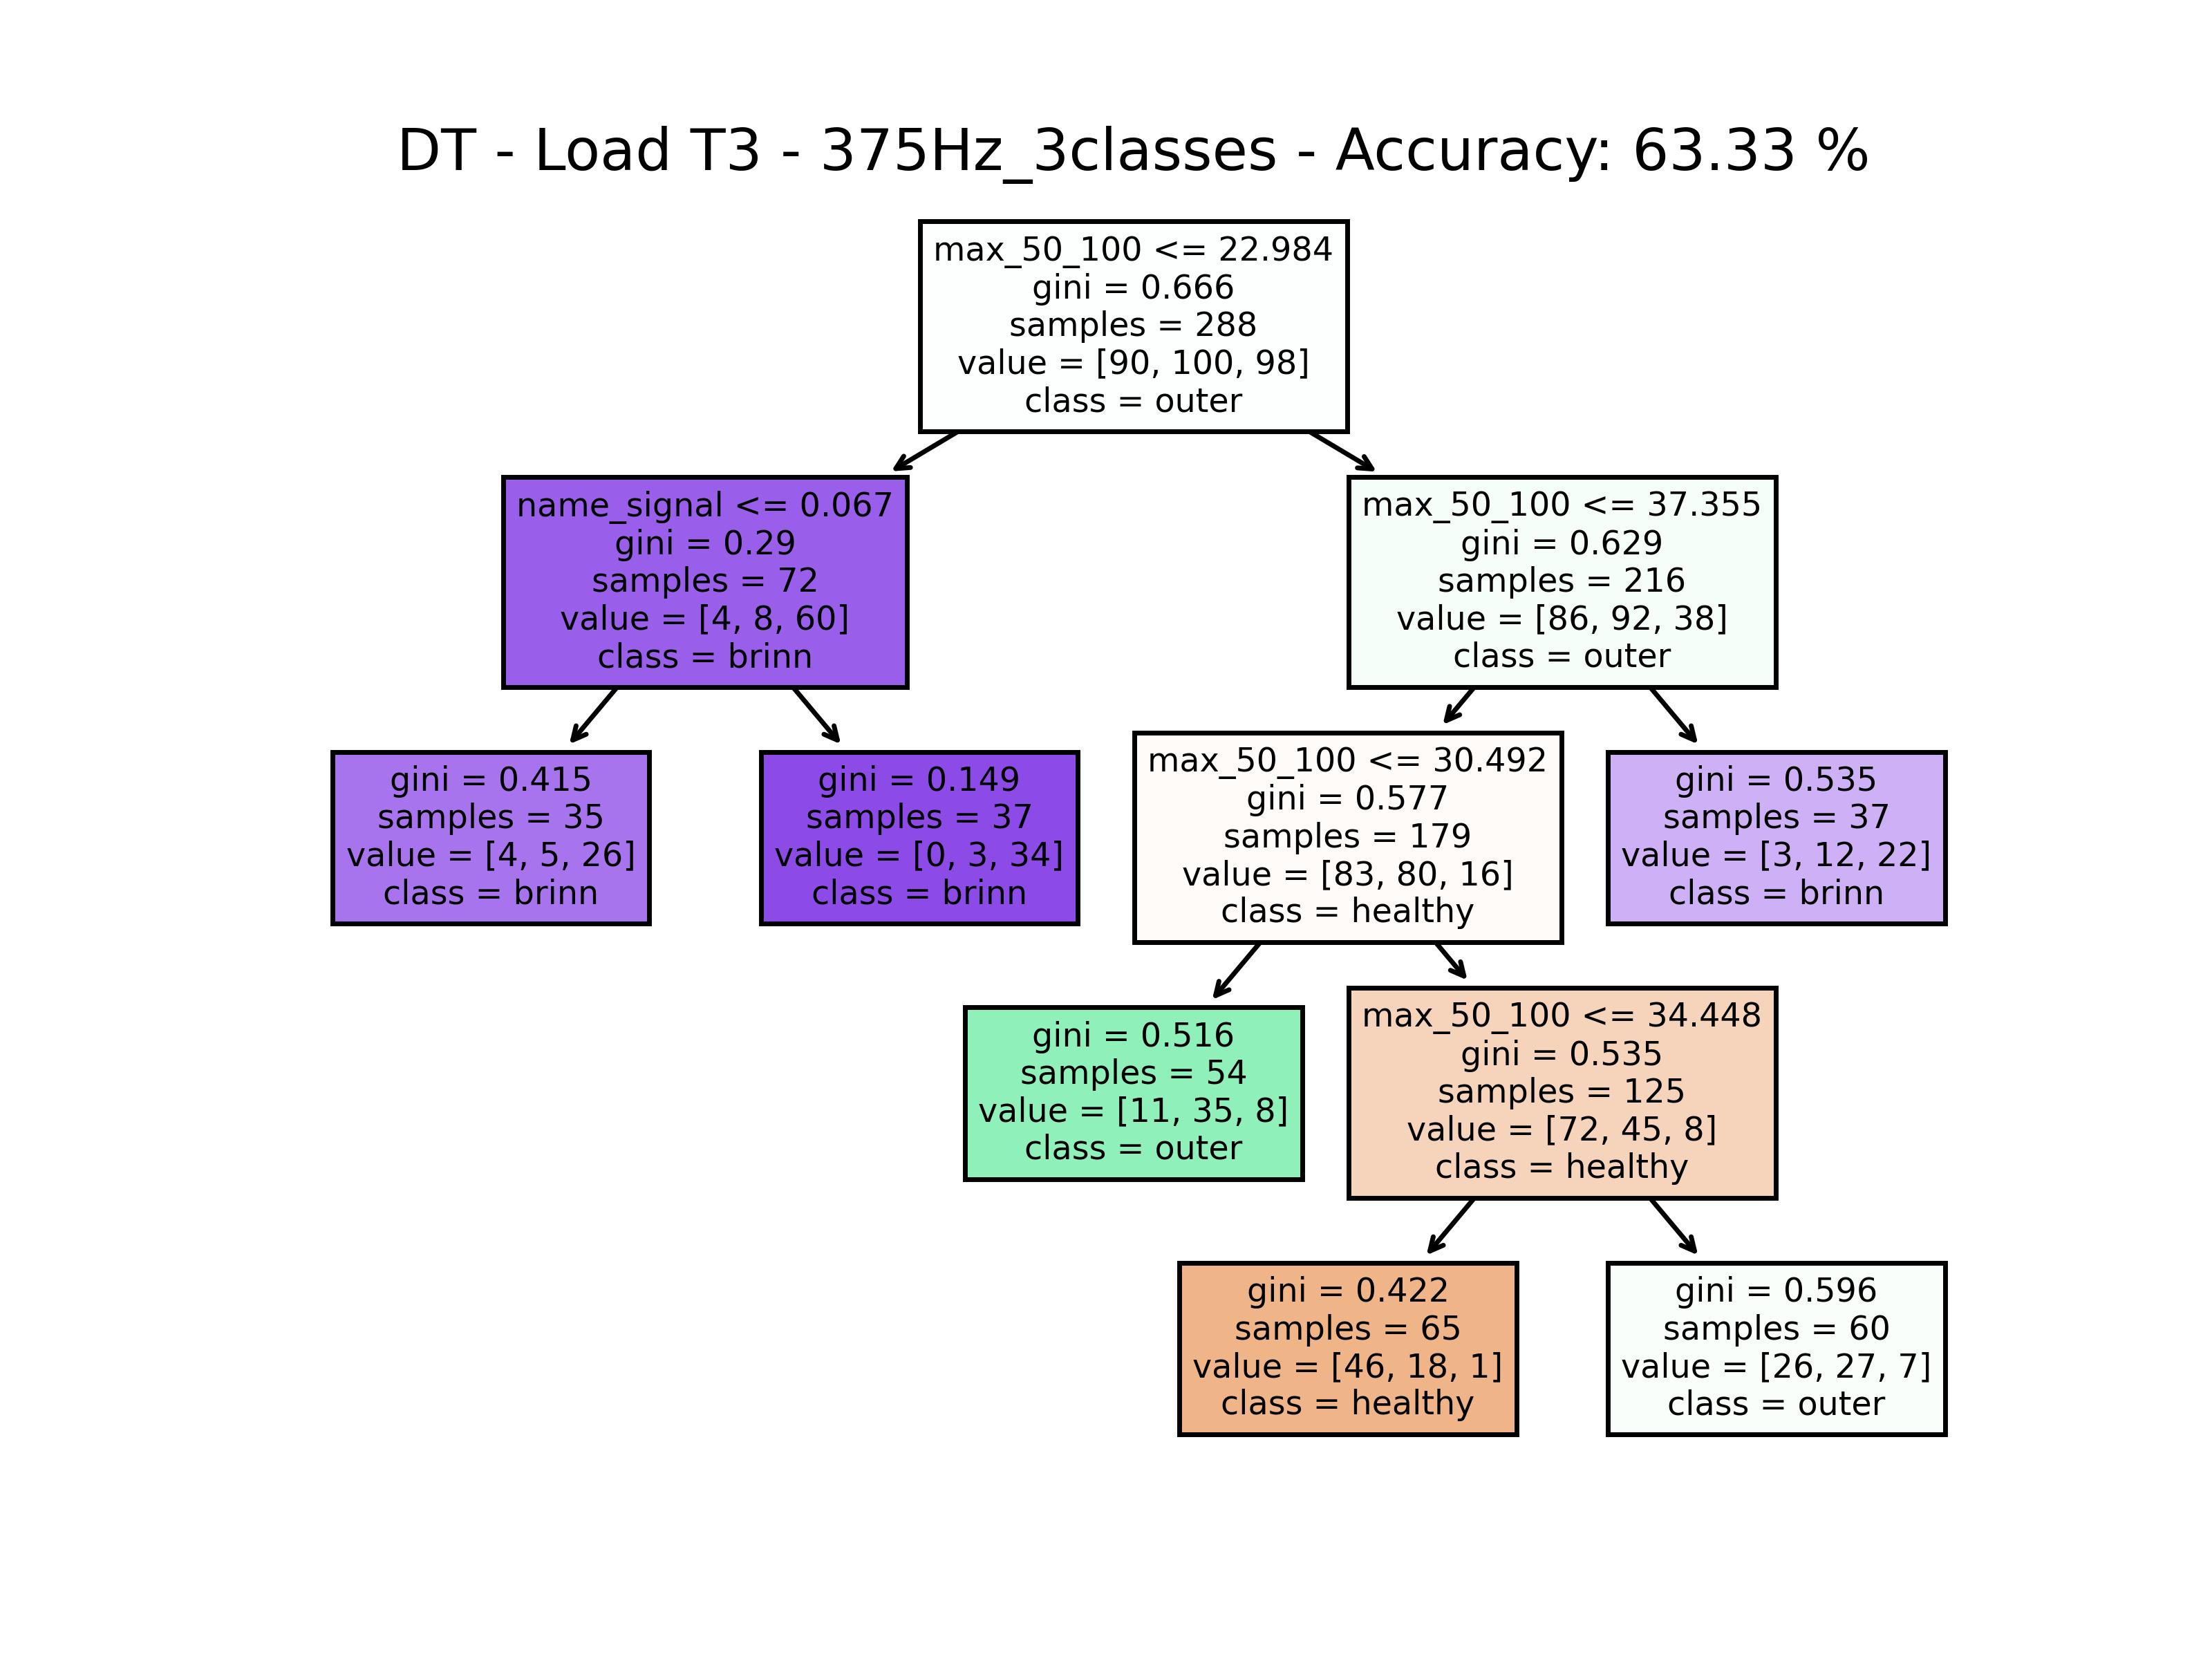 DT - Load T3 - 375Hz_3classes - Accuracy: 63.33 %
max_50_100 <= 22.984
gini = 0.666
samples = 288
value = [90, 100, 98]
class = outer
name_signal <= 0.067
gini = 0.29
samples = 72
value = [4, 8, 60]
class = brinn
max_50_100 <= 37.355
gini = 0.629
samples = 216
value = [86, 92, 38]
class = outer
gini = 0.415
samples = 35
value = [4, 5, 26]
class = brinn
gini = 0.149
samples = 37
value = [0, 3, 34]
class = brinn
max_50_100 <= 30.492
gini = 0.577
samples = 179
value = [83, 80, 16]
class = healthy
gini = 0.535
samples = 37
value = [3, 12, 22]
class = brinn
gini = 0.516
samples = 54
value = [11, 35, 8]
class = outer
max_50_100 <= 34.448
gini = 0.535
samples = 125
value = [72, 45, 8]
class = healthy
gini = 0.422
samples = 65
value = [46, 18, 1]
class = healthy
gini = 0.596
samples = 60
value = [26, 27, 7]
class = outer